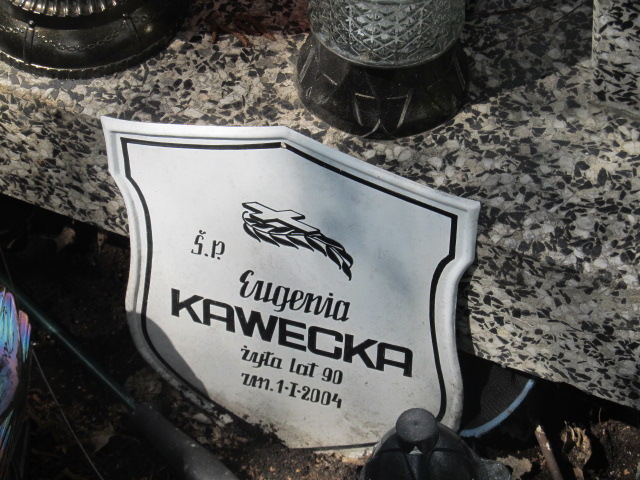 Ś.P.
Eugenia
KAWECKA
żyła lat 90
zm. 1-I-2004